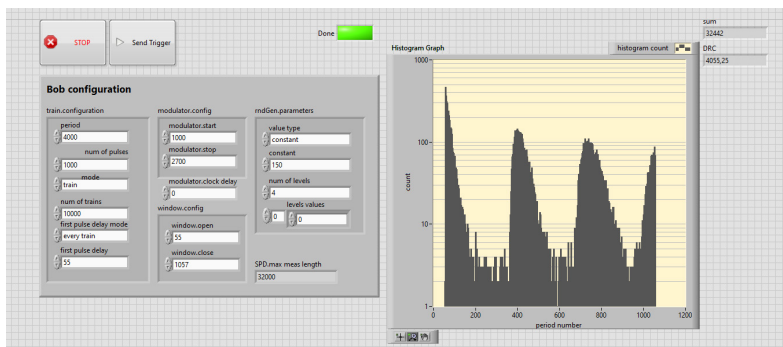 STOP
Send Trigger
Done
Bob configuration
train.configuration
period
4000
num of pulses
1000
mode
train
num of trains
10000
first pulse delay mode
every train
first pulse delay
55
modulator.config
modulator.start
1000
modulator.stop
2700
modulator.clock delay
0
window.config
window.open
55
window.close
1057
rndGen.parameters
value type
constant
constant
150
num of levels
4
levels values
0
0
SPD.max meas length
32000
Histogram Graph
histogram count
1000
100
10
1
count
0
200
400
600
800
1000
1200
period number
sum
32442
DRC
4055,25